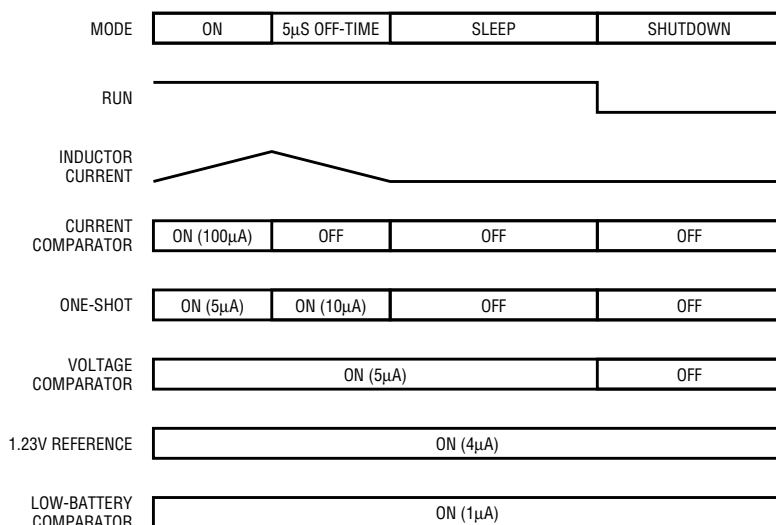 MODE ON 5µS OFF-TIME SLEEP SHUTDOWN
RUN
INDUCTOR
CURRENT
CURRENT
COMPARATOR
ON (100µA) OFF OFF OFF
ONE-SHOT ON (5µA) ON (10µA) OFF OFF
VOLTAGE
COMPARATOR
ON (5µA) OFF
1.23V REFERENCE ON (4µA)
LOW-BATTERY
COMPARATOR
ON (1µA)